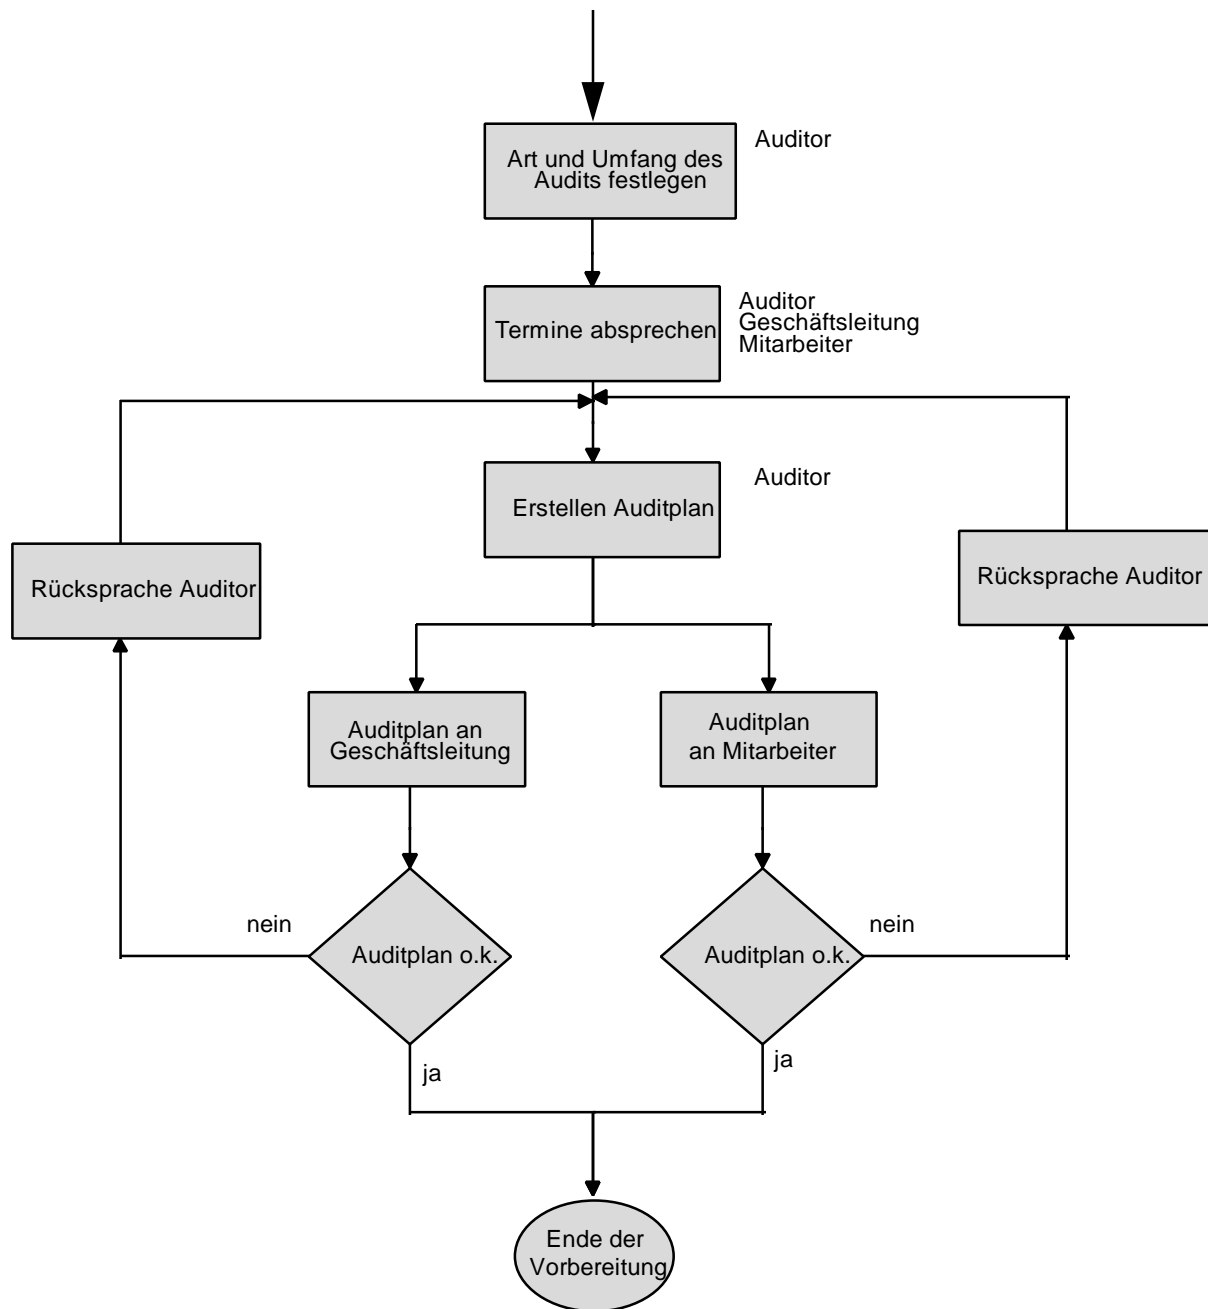 Auditor
Art und Umfang des
Audits festlegen
Auditor
Geschäftsleitung
Mitarbeiter
Termine absprechen
Auditor
Erstellen Auditplan
Rücksprache Auditor
Rücksprache Auditor
Auditplan an
Geschäftsleitung
Auditplan
an Mitarbeiter
nein
Auditplan o.k.
Auditplan o.k.
nein
ja
ja
Ende der
Vorbereitung